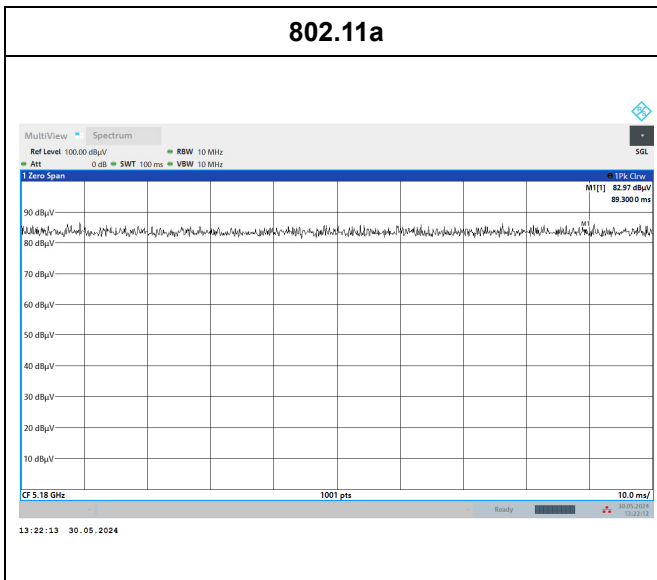 802.11a
MultiView Spectrum
Ref Level 100.00 dBµV RBW 10 MHz SGL
Att 0 dB SWT 100 ms VBW 10 MHz
1 Zero Span 1Pk Clrw
M1[1] 82.97 dBµV
89.300 0 ms
90 dBµV
M1
80 dBµV
70 dBµV
60 dBµV
50 dBµV
40 dBµV
30 dBµV
20 dBµV
10 dBµV
CF 5.18 GHz 1001 pts 10.0 ms/
Ready 30.05.2024
13:22:12
13:22:13 30.05.2024